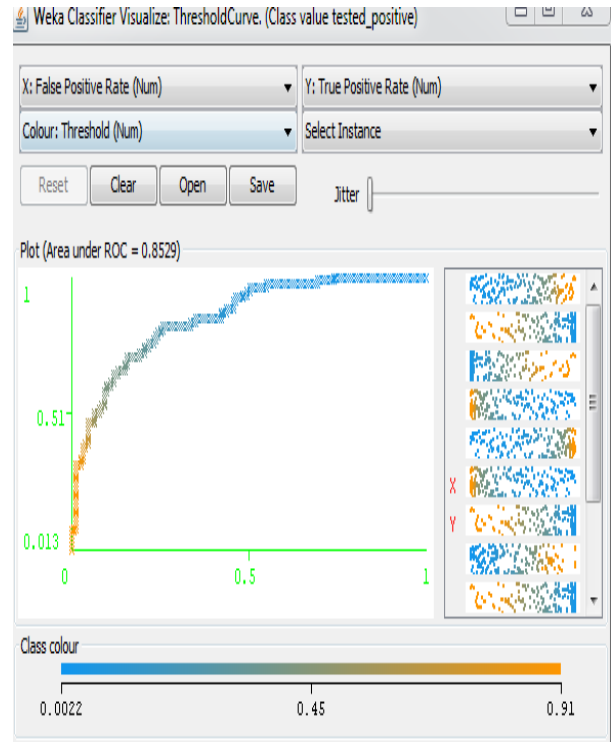 Weka Classifier Visualize: ThresholdCurve. (Class value tested_positive)
X: False Positive Rate (Num)
Y: True Positive Rate (Num)
Colour: Threshold (Num)
Select Instance
Reset
Clear
Open
Save
Jitter
Plot (Area under ROC = 0.8529)
1
0.51
0.013
0
0.5
1
X
Y
Class colour
0.0022
0.45
0.91